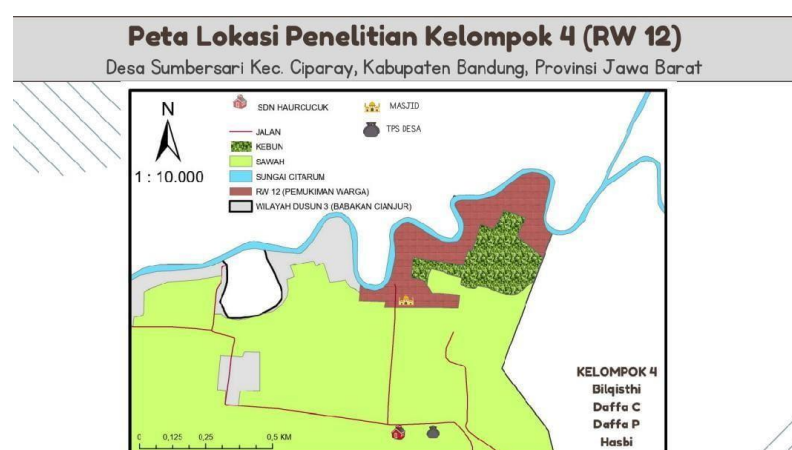 Peta Lokasi Penelitian Kelompok 4 (RW 12)
Desa Sumbersari Kec. Ciparay, Kabupaten Bandung, Provinsi Jawa Barat
N
1 : 10.000
SDN HAURCUCUK
MASJID
TPS DESA
JALAN
KEBUN
SAWAH
SUNGAI CITARUM
RW 12 (PEMUKIMAN WARGA)
WILAYAH DUSUN 3 (BABAKAN CIANJUR)
KELOMPOK 4
Bilqisthi
Daffa C
Daffa P
Hasbi
0 0,125 0,25 0,5 KM